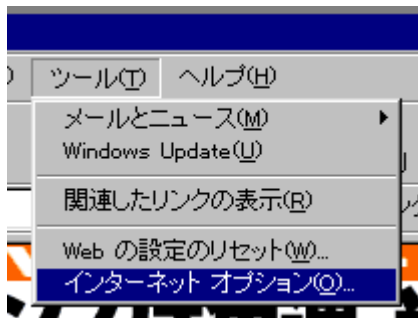 ツール(T) ヘルプ(H)
メールとニュース(M)
Windows Update(U)
関連したリンクの表示(R)
Web の設定のリセット(W)...
インターネット オプション(O)...